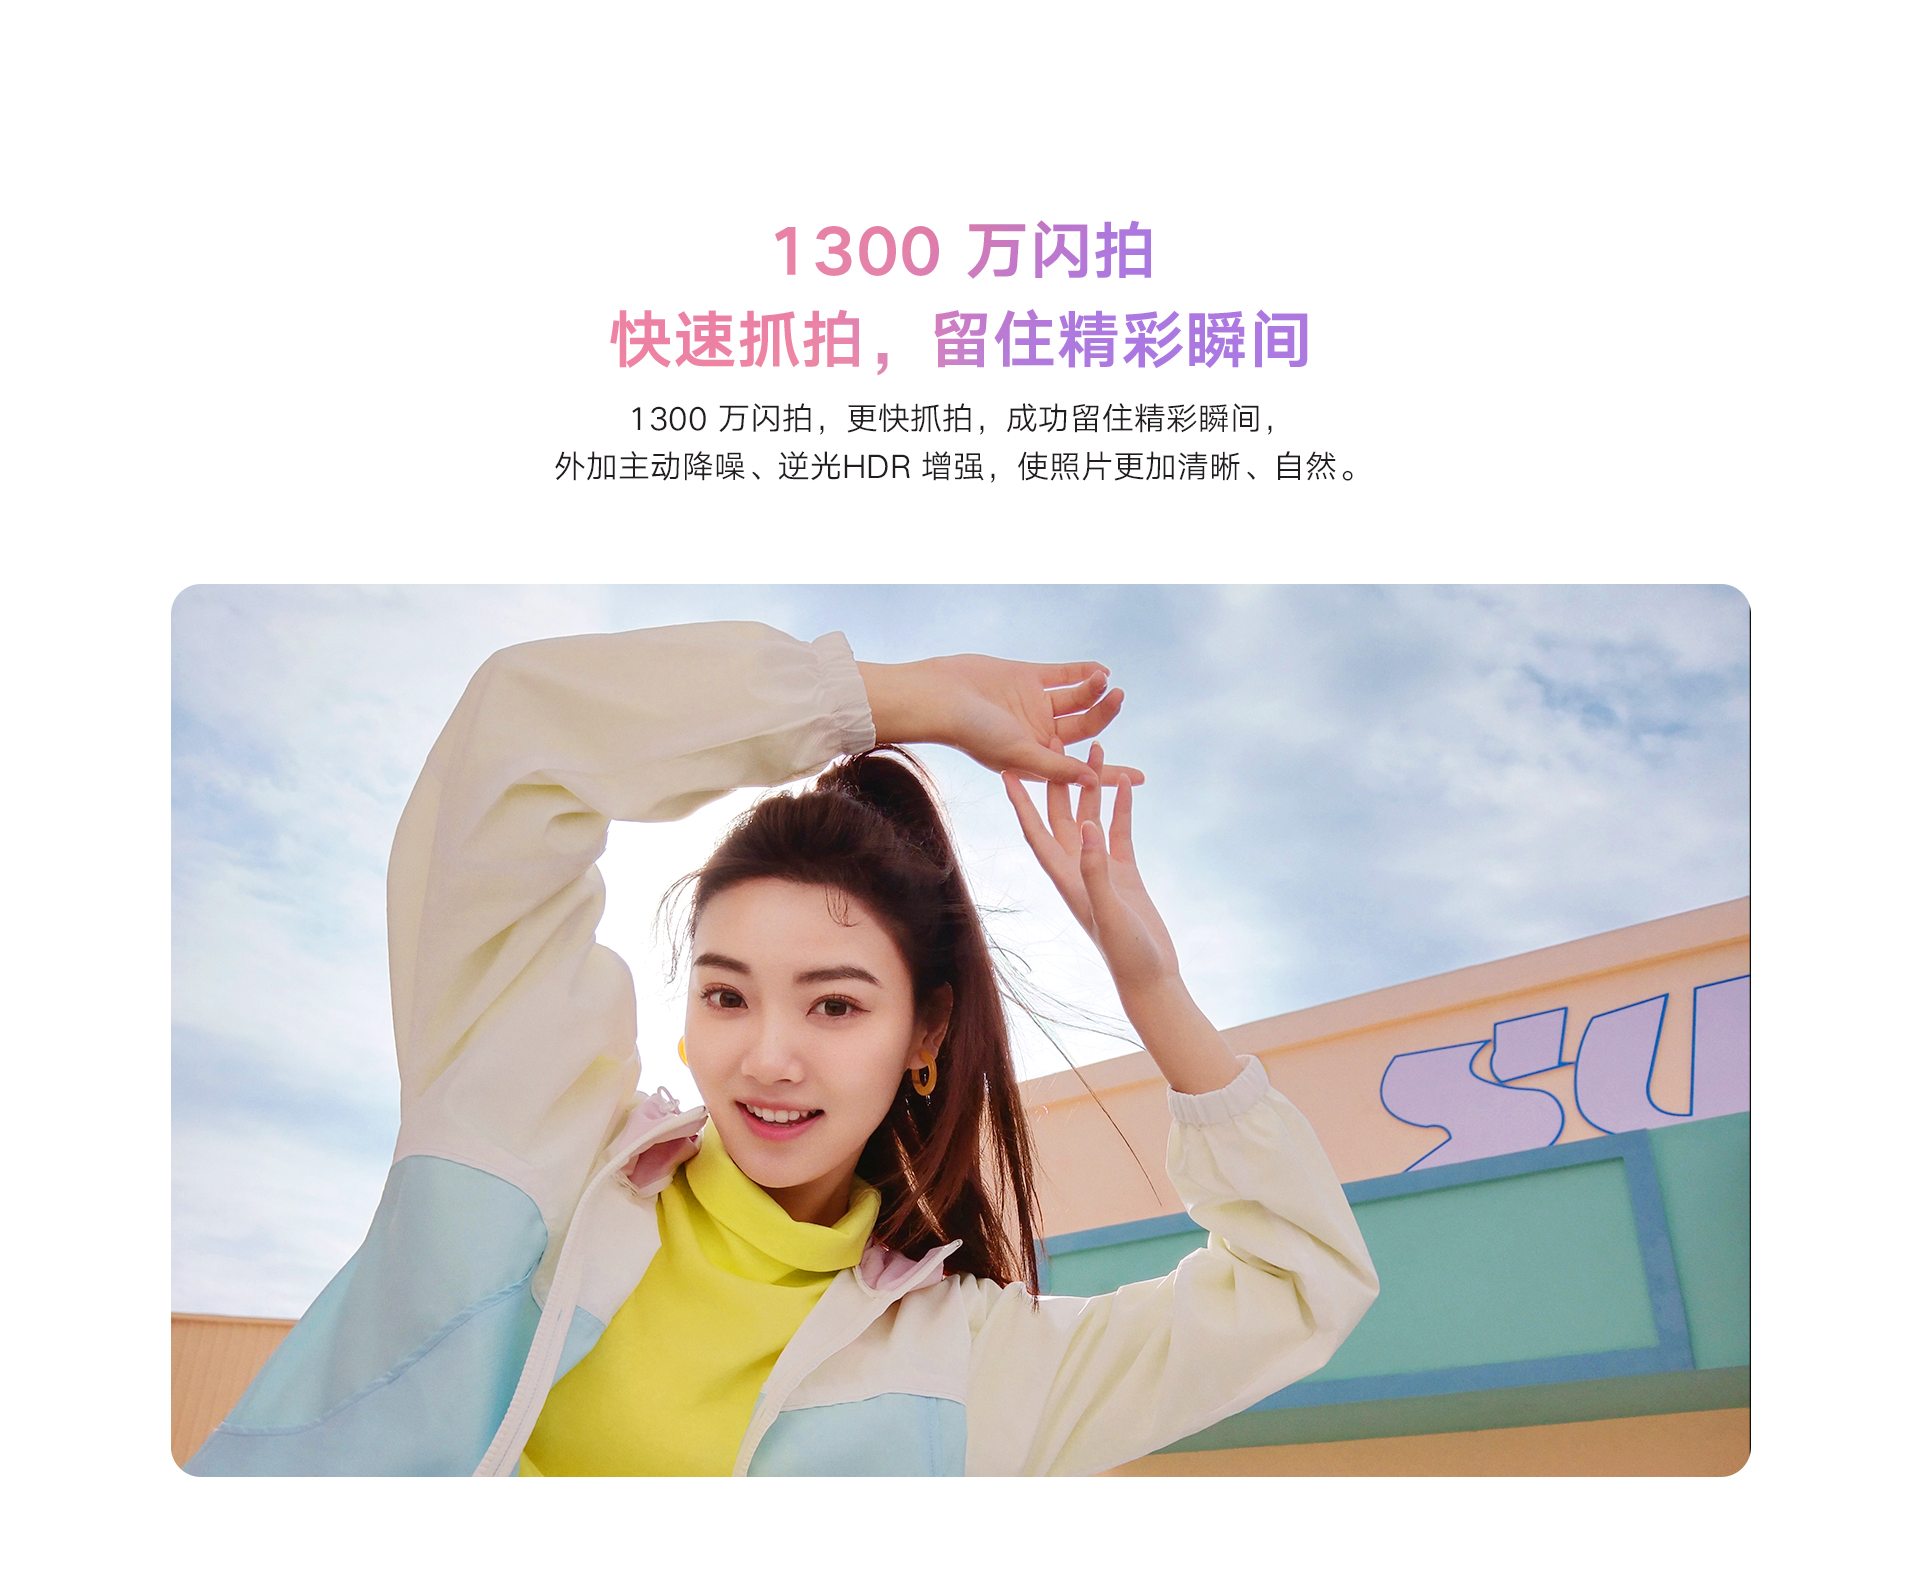 1300 万闪拍
快速抓拍，留住精彩瞬间
1300 万闪拍，更快抓拍，成功留住精彩瞬间，
外加主动降噪、逆光HDR 增强，使照片更加清晰、自然。
SU